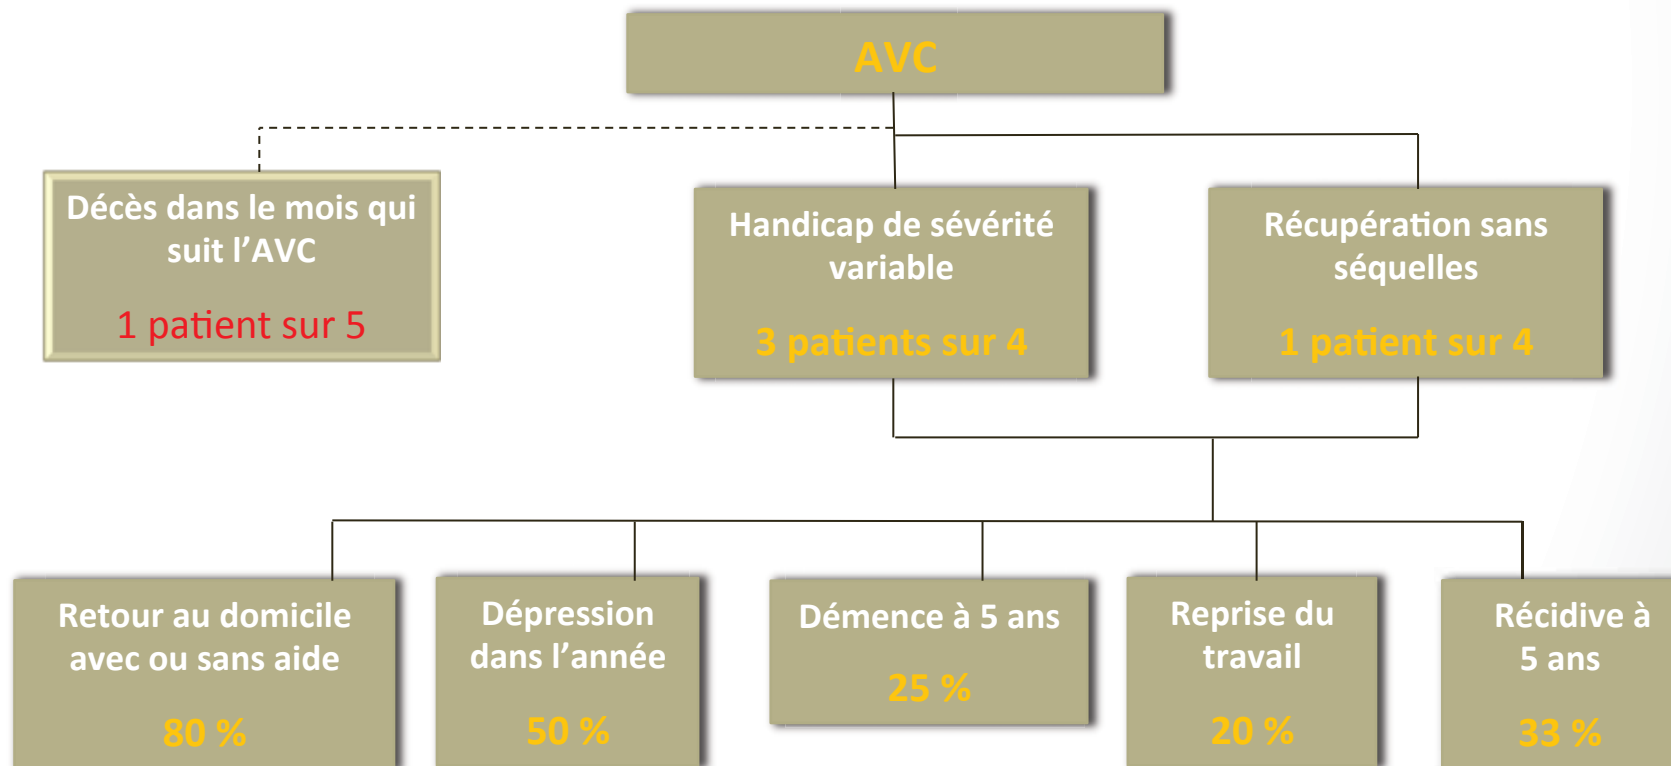 AVC
Décès dans le mois qui
suit l’AVC
1 patient sur 5
Handicap de sévérité
variable
3 patients sur 4
Récupération sans
séquelles
1 patient sur 4
Retour au domicile
avec ou sans aide
80 %
Dépression
dans l’année
50 %
Démence à 5 ans
25 %
Reprise du
travail
20 %
Récidive à
5 ans
33 %